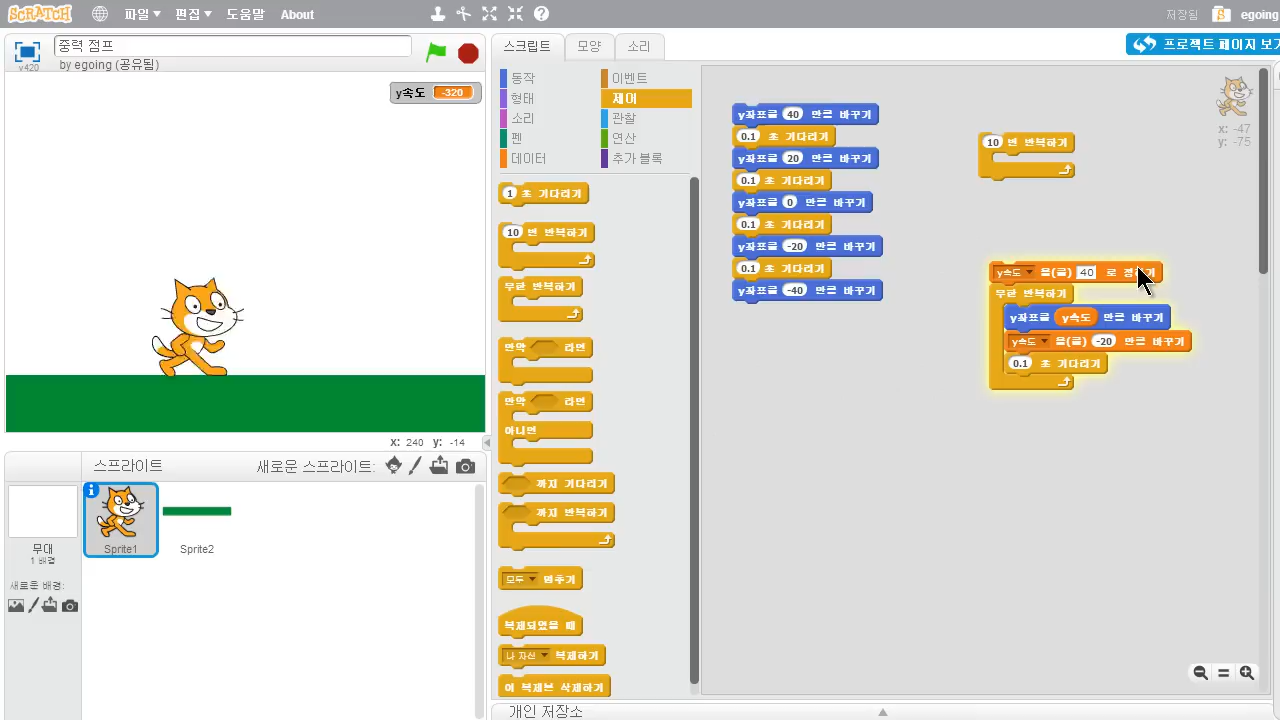 SCRATCH 파일 편집 도움말 About 저장됨 egoing
v420 중력 점프
by egoing (공유됨)
스크립트 모양 소리 프로젝트 페이지 보기
y속도 -320
동작 이벤트
형태 제어
소리 관찰
펜 연산
데이터 추가 블록
1 초 기다리기
10 번 반복하기
무한 반복하기
만약 라면
만약 라면
아니면
까지 기다리기
까지 반복하기
모두 멈추기
복제되었을 때
나 자신 복제하기
이 복제본 삭제하기
y좌표를 40 만큼 바꾸기
0.1 초 기다리기
y좌표를 20 만큼 바꾸기
0.1 초 기다리기
y좌표를 0 만큼 바꾸기
0.1 초 기다리기
y좌표를 -20 만큼 바꾸기
0.1 초 기다리기
y좌표를 -40 만큼 바꾸기
10 번 반복하기
y속도 을(를) 40 로 정하기
무한 반복하기
y좌표를 y속도 만큼 바꾸기
y속도 을(를) -20 만큼 바꾸기
0.1 초 기다리기
x: -47
y: -75
x: 240 y: -14
스프라이트 새로운 스프라이트:
무대
1 배경
새로운 배경:
Sprite1
Sprite2
개인 저장소